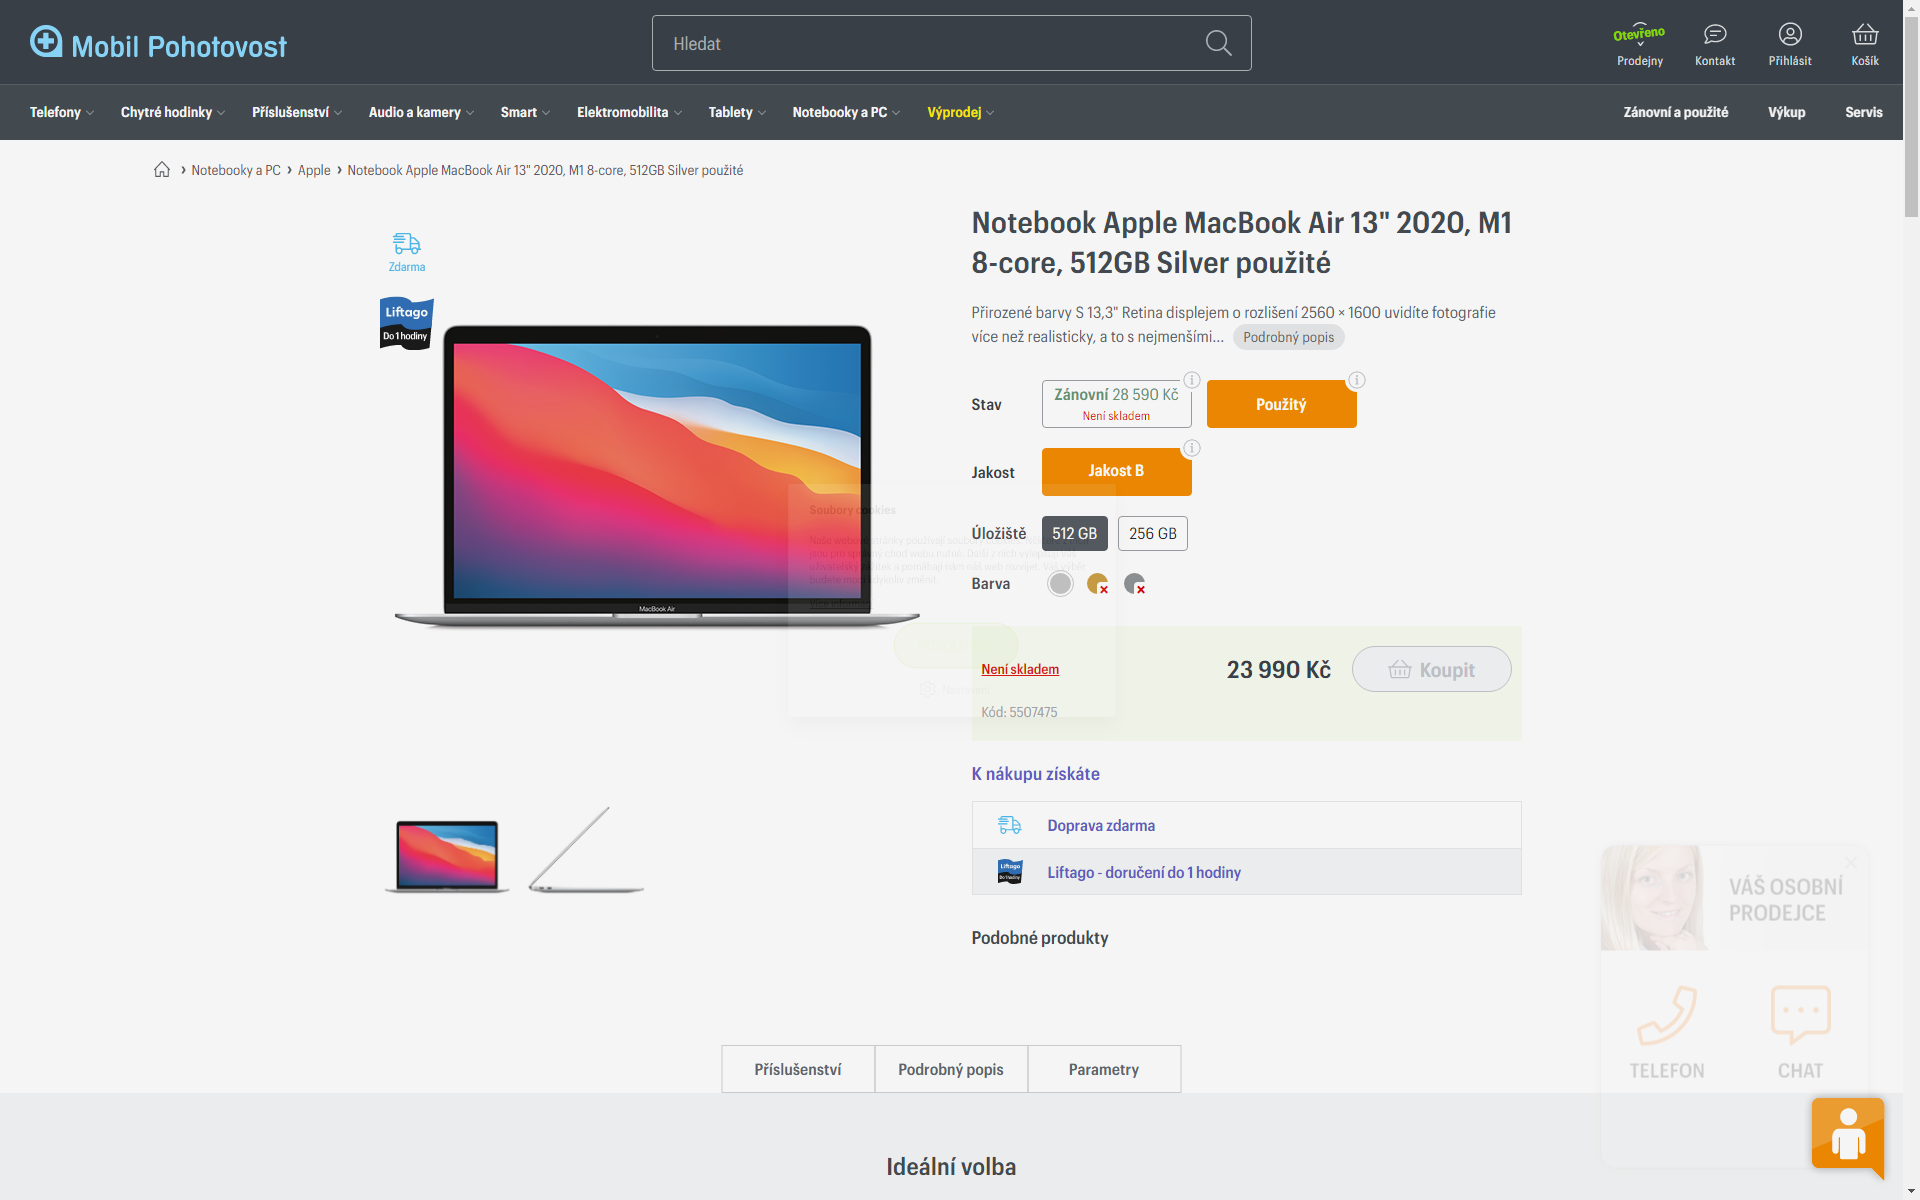 Mobil Pohotovost
Hledat
Otevřeno
Prodejny
Kontakt
Přihlásit
Košík
Telefony
Chytré hodinky
Příslušenství
Audio a kamery
Smart
Elektromobilita
Tablety
Notebooky a PC
Výprodej
Zánovní a použité
Výkup
Servis
› Notebooky a PC › Apple › Notebook Apple MacBook Air 13" 2020, M1 8-core, 512GB Silver použité
Zdarma
Liftago
Do 1 hodiny
MacBook Air
Notebook Apple MacBook Air 13" 2020, M1
8-core, 512GB Silver použité
Přirozené barvy S 13,3" Retina displejem o rozlišení 2560 × 1600 uvidíte fotografie
více než realisticky, a to s nejmenšími... Podrobný popis
Stav
Zánovní 28 590 Kč
Není skladem
Použitý
Jakost
Jakost B
Soubory cookies
Úložiště
512 GB
256 GB
Barva
Není skladem
23 990 Kč
Koupit
Kód: 5507475
K nákupu získáte
Doprava zdarma
Liftago
Do 1 hodiny
Liftago - doručení do 1 hodiny
Podobné produkty
VÁŠ OSOBNÍ
PRODEJCE
TELEFON
CHAT
Příslušenství
Podrobný popis
Parametry
Ideální volba